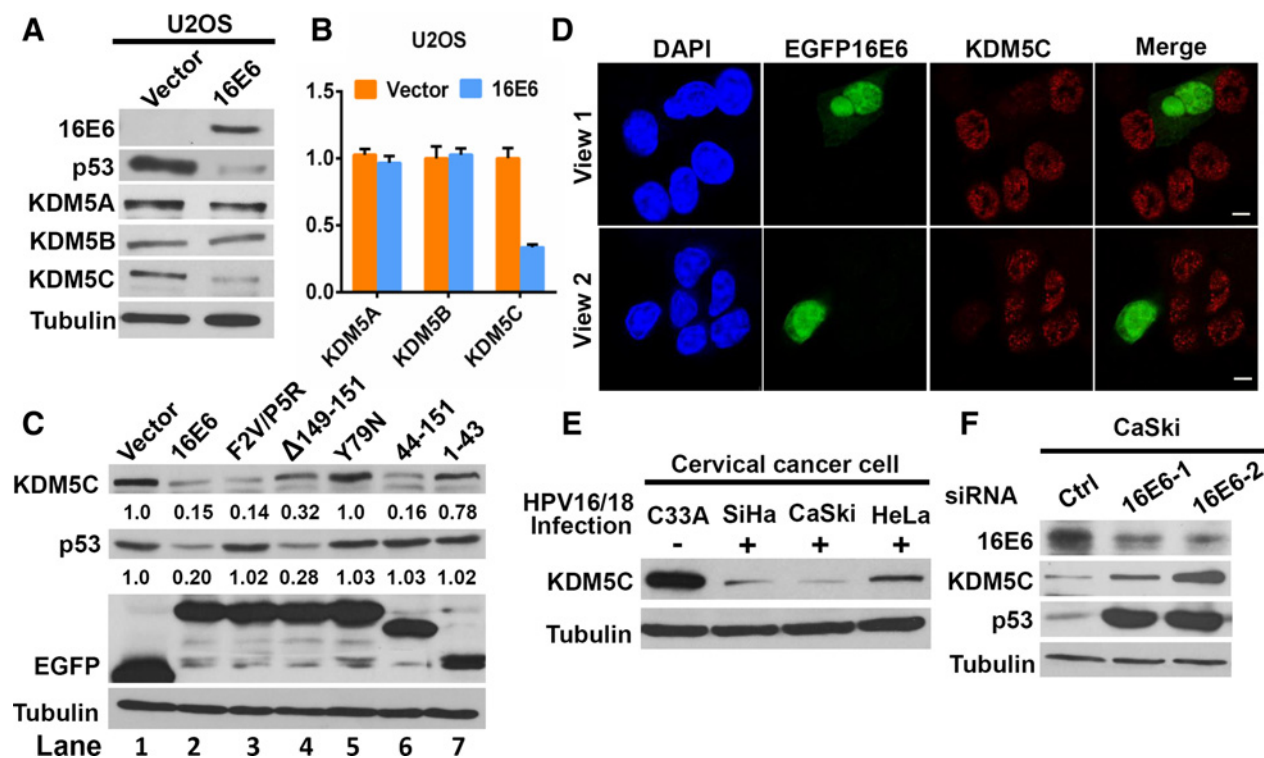 A
U2OS
Vector 16E6
16E6
p53
KDM5A
KDM5B
KDM5C
Tubulin
B
U2OS
Vector 16E6
1.5
1.0
0.5
0.0
KDM5A KDM5B KDM5C
C
Vector 16E6 F2V/P5R Δ149-151 Y79N 44-151 1-43
KDM5C
1.0 0.15 0.14 0.32 1.0 0.16 0.78
p53
1.0 0.20 1.02 0.28 1.03 1.03 1.02
EGFP
Tubulin
Lane 1 2 3 4 5 6 7
D
DAPI EGFP16E6 KDM5C Merge
View 1
View 2
E
Cervical cancer cell
HPV16/18
Infection
C33A SiHa CaSki HeLa
- + + +
KDM5C
Tubulin
F
CaSki
siRNA Ctrl 16E6-1 16E6-2
16E6
KDM5C
p53
Tubulin